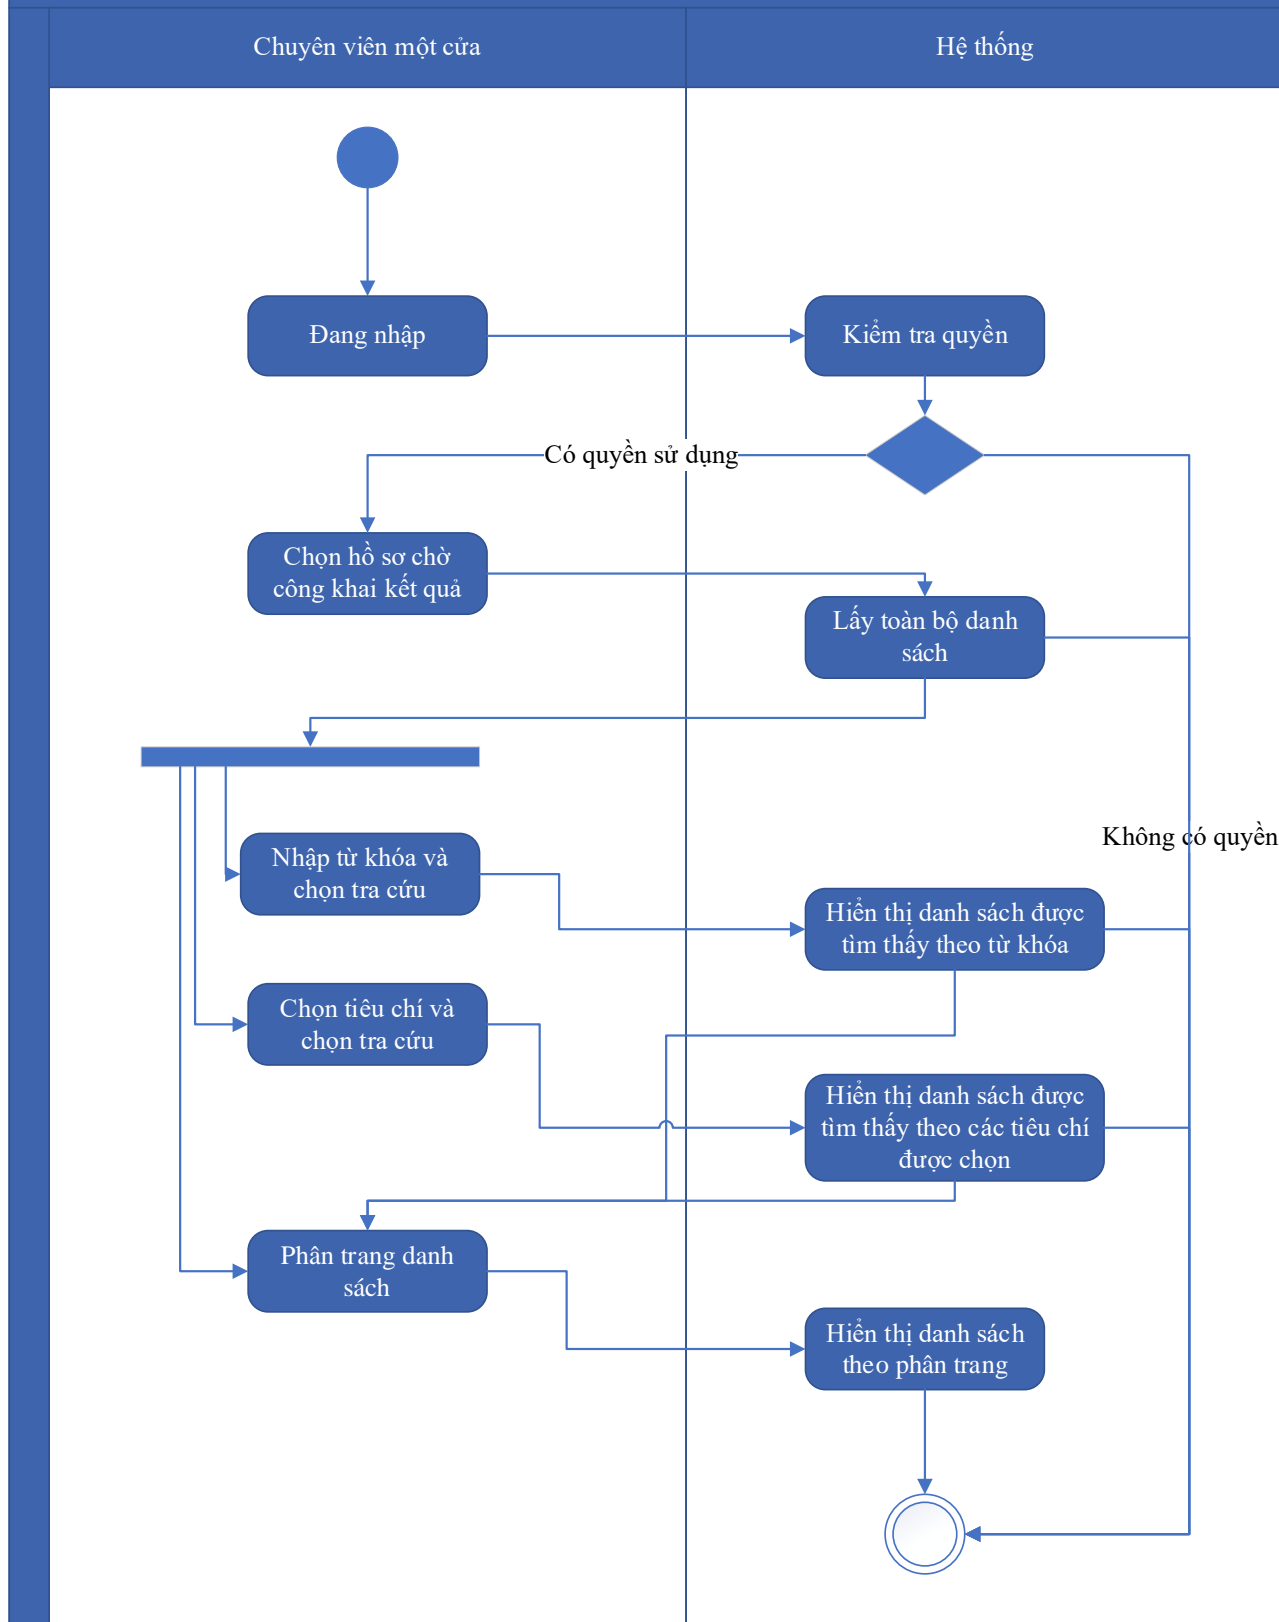 Chuyên viên một cửa
Hệ thống
Đang nhập
Kiểm tra quyền
Có quyền sử dụng
Chọn hồ sơ chờ
công khai kết quả
Lấy toàn bộ danh
sách
Không có quyền
Nhập từ khóa và
chọn tra cứu
Hiển thị danh sách được
tìm thấy theo từ khóa
Chọn tiêu chí và
chọn tra cứu
Hiển thị danh sách được
tìm thấy theo các tiêu chí
được chọn
Phân trang danh
sách
Hiển thị danh sách
theo phân trang